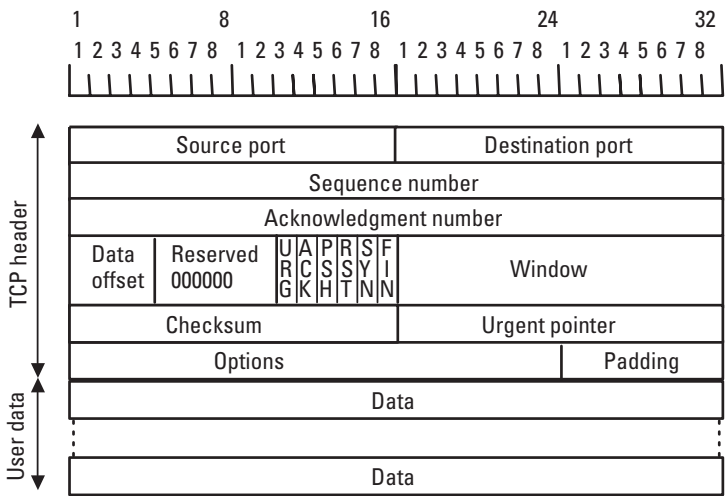 1 8 16 24 32
1 2 3 4 5 6 7 8 1 2 3 4 5 6 7 8 1 2 3 4 5 6 7 8 1 2 3 4 5 6 7 8
TCP header
Source port Destination port
Sequence number
Acknowledgment number
Data offset Reserved 000000 URG ACK PSH RST SYN FIN Window
Checksum Urgent pointer
Options Padding
User data
Data
Data